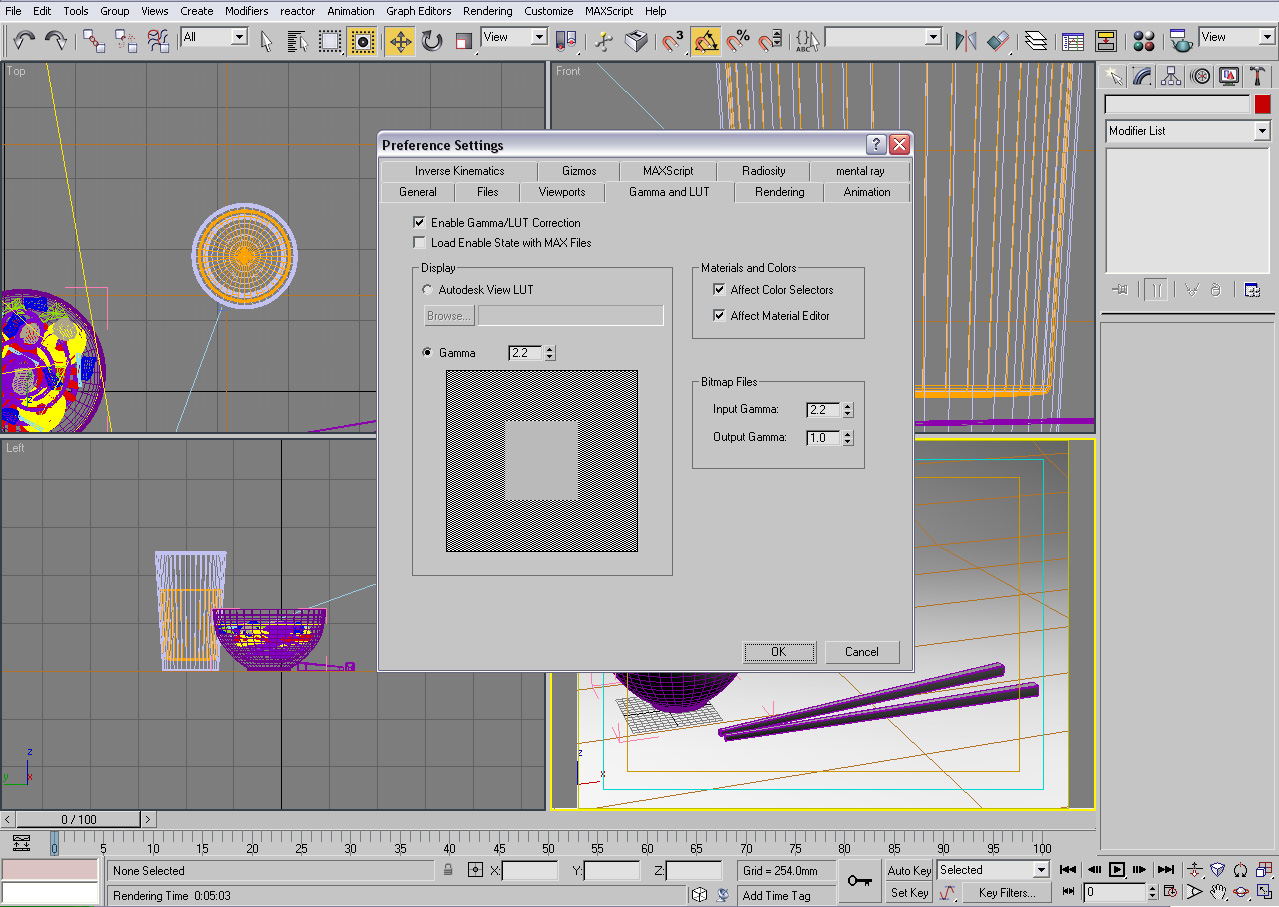 File Edit Tools Group Views Create Modifiers reactor Animation Graph Editors Rendering Customize MAXScript Help
All View 3 % ABC View
Top
Front
Preference Settings
Inverse Kinematics Gizmos MAXScript Radiosity mental ray
General Files Viewports Gamma and LUT Rendering Animation
Enable Gamma/LUT Correction
Load Enable State with MAX Files
Display
Autodesk View LUT
Browse...
Gamma 2.2
Materials and Colors
Affect Color Selectors
Affect Material Editor
Bitmap Files
Input Gamma: 2.2
Output Gamma: 1.0
OK Cancel
Modifier List
Left
z
y x
z
x
< 0 / 100 >
0 5 10 15 20 25 30 35 40 45 50 55 60 65 70 75 80 85 90 95 100
None Selected X: Y: Z: Grid = 254.0mm Auto Key Selected
Rendering Time 0:05:03 Add Time Tag Set Key Key Filters... 0